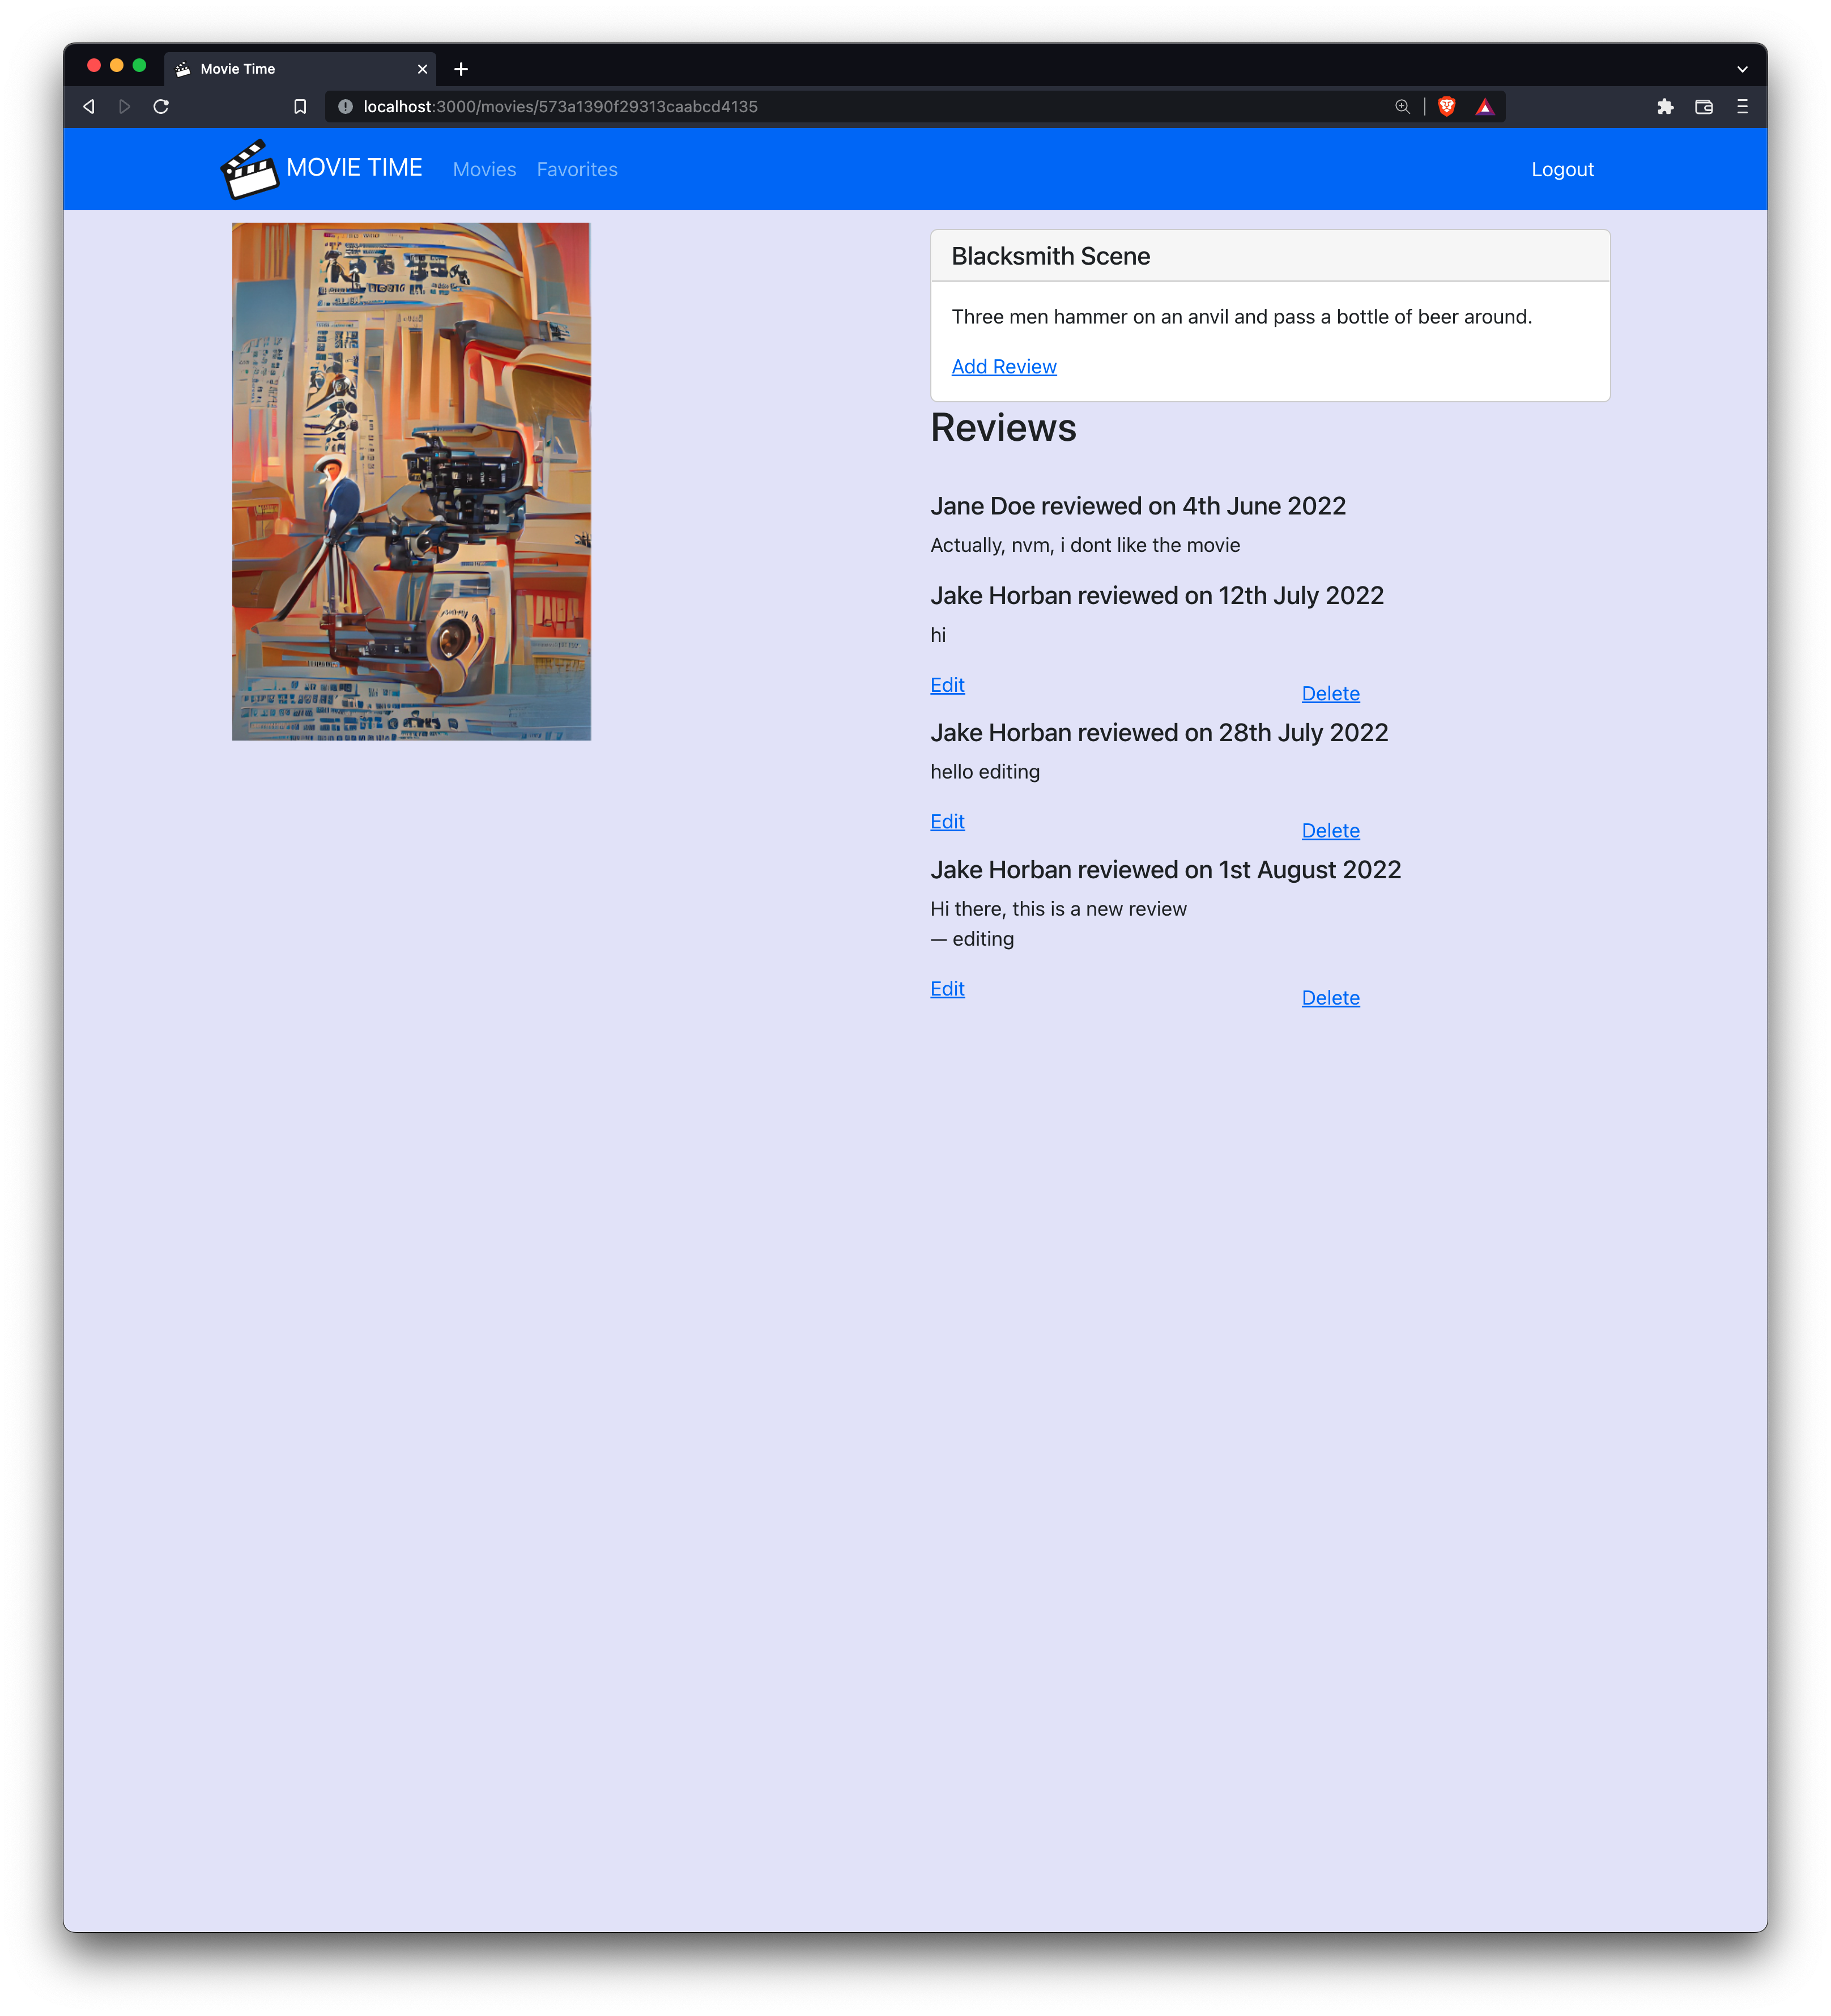 Movie Time
localhost:3000/movies/573a1390f29313caabcd4135
MOVIE TIME
Movies
Favorites
Logout
Blacksmith Scene
Three men hammer on an anvil and pass a bottle of beer around.
Add Review
Reviews
Jane Doe reviewed on 4th June 2022
Actually, nvm, i dont like the movie
Jake Horban reviewed on 12th July 2022
hi
Edit
Delete
Jake Horban reviewed on 28th July 2022
hello editing
Edit
Delete
Jake Horban reviewed on 1st August 2022
Hi there, this is a new review
— editing
Edit
Delete